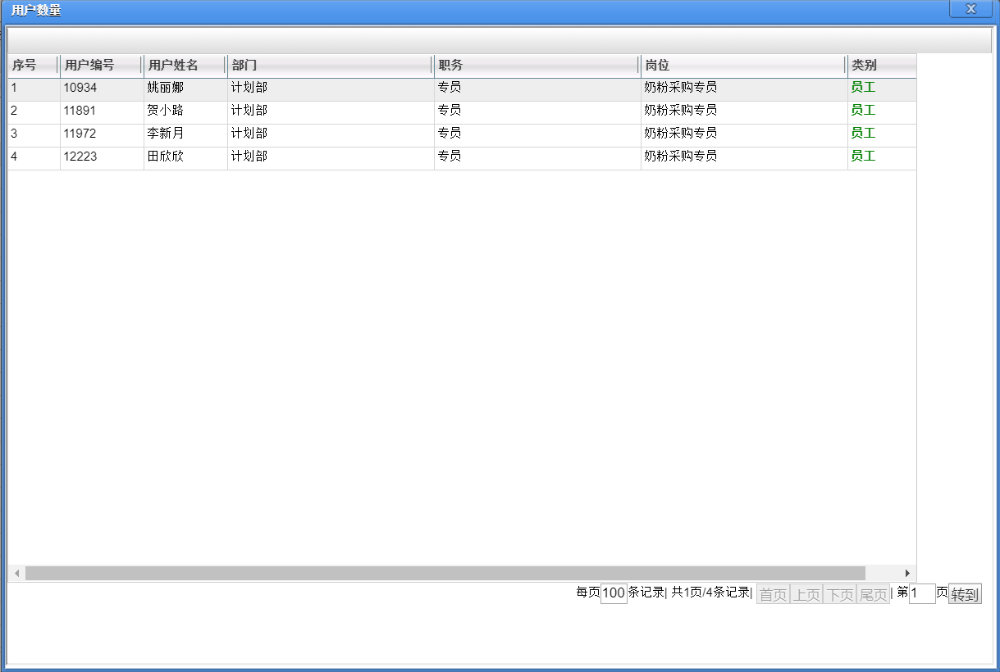 用户数量
序号 用户编号 用户姓名 部门 职务 岗位 类别
1 10934 姚丽娜 计划部 专员 奶粉采购专员 员工
2 11891 贺小路 计划部 专员 奶粉采购专员 员工
3 11972 李新月 计划部 专员 奶粉采购专员 员工
4 12223 田欣欣 计划部 专员 奶粉采购专员 员工
每页100条记录| 共1页/4条记录| 首页 上页 下页 尾页 | 第1页 转到